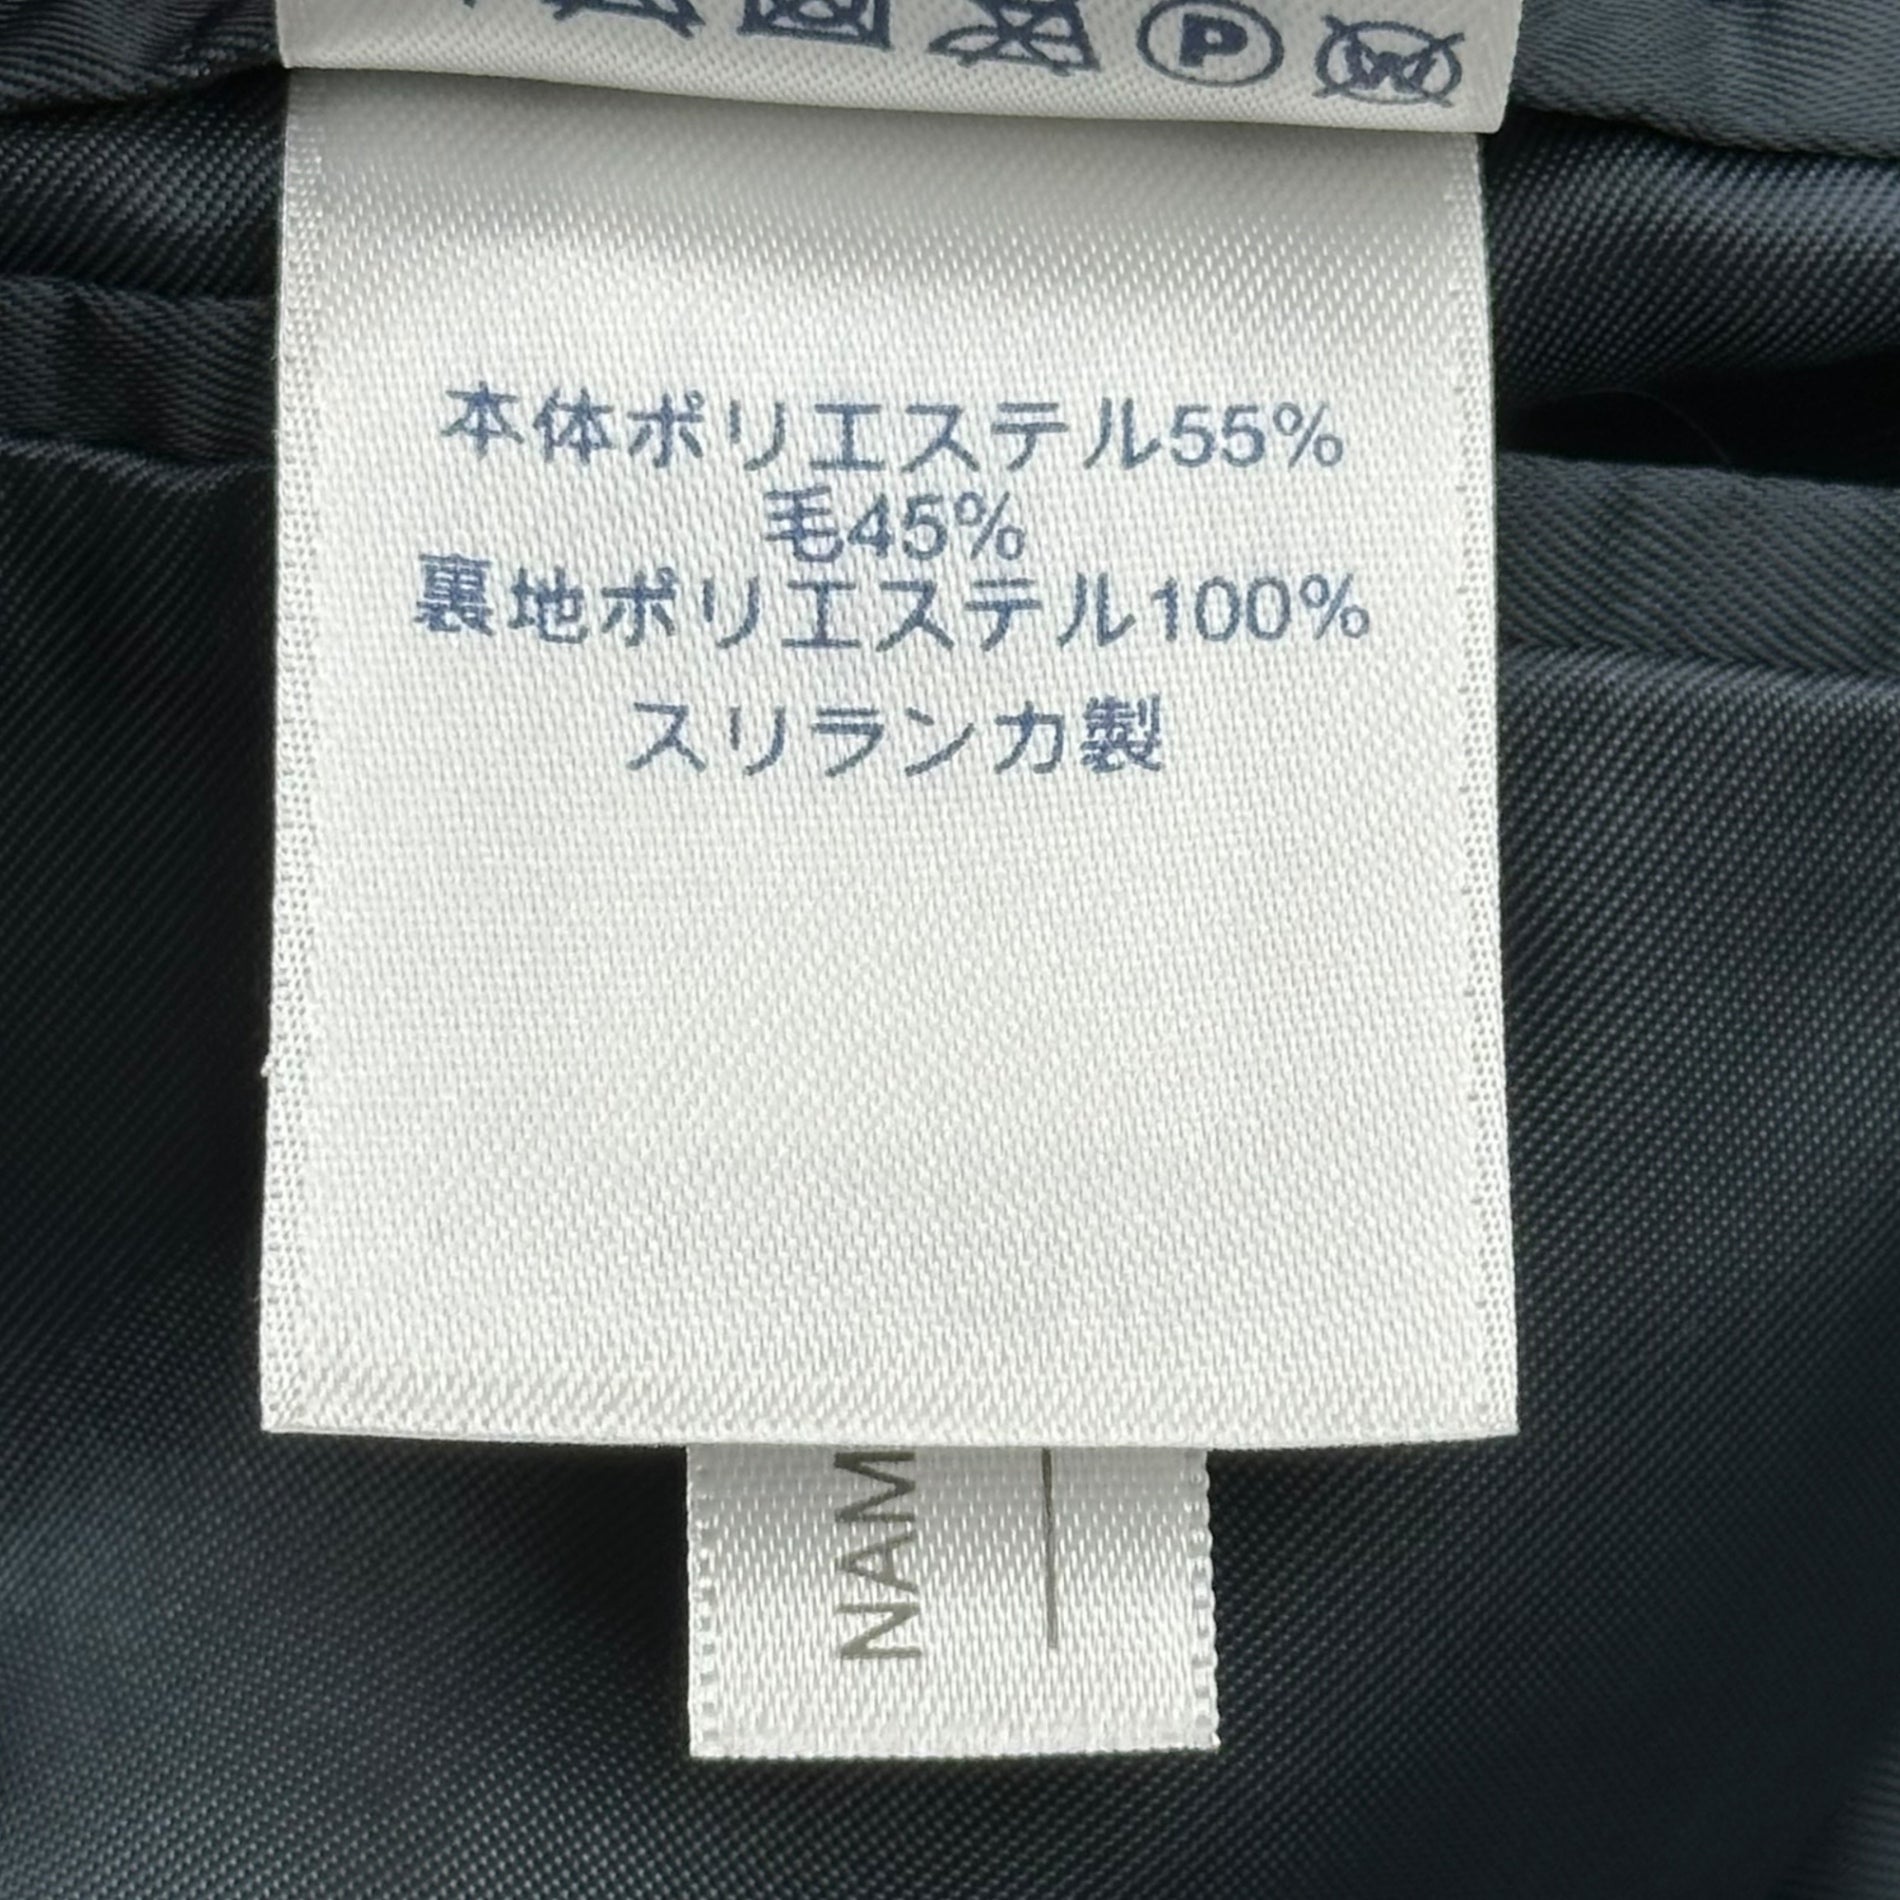 P
本体ポリエステル55%
毛45%
裏地ポリエステル100%
スリランカ製
NAM